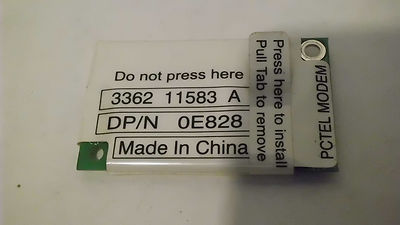 Do not press here
3362 11583 A
DP/N 0E828
Made In China
Press here to install
Pull Tab to remove
PCTEL MODEM